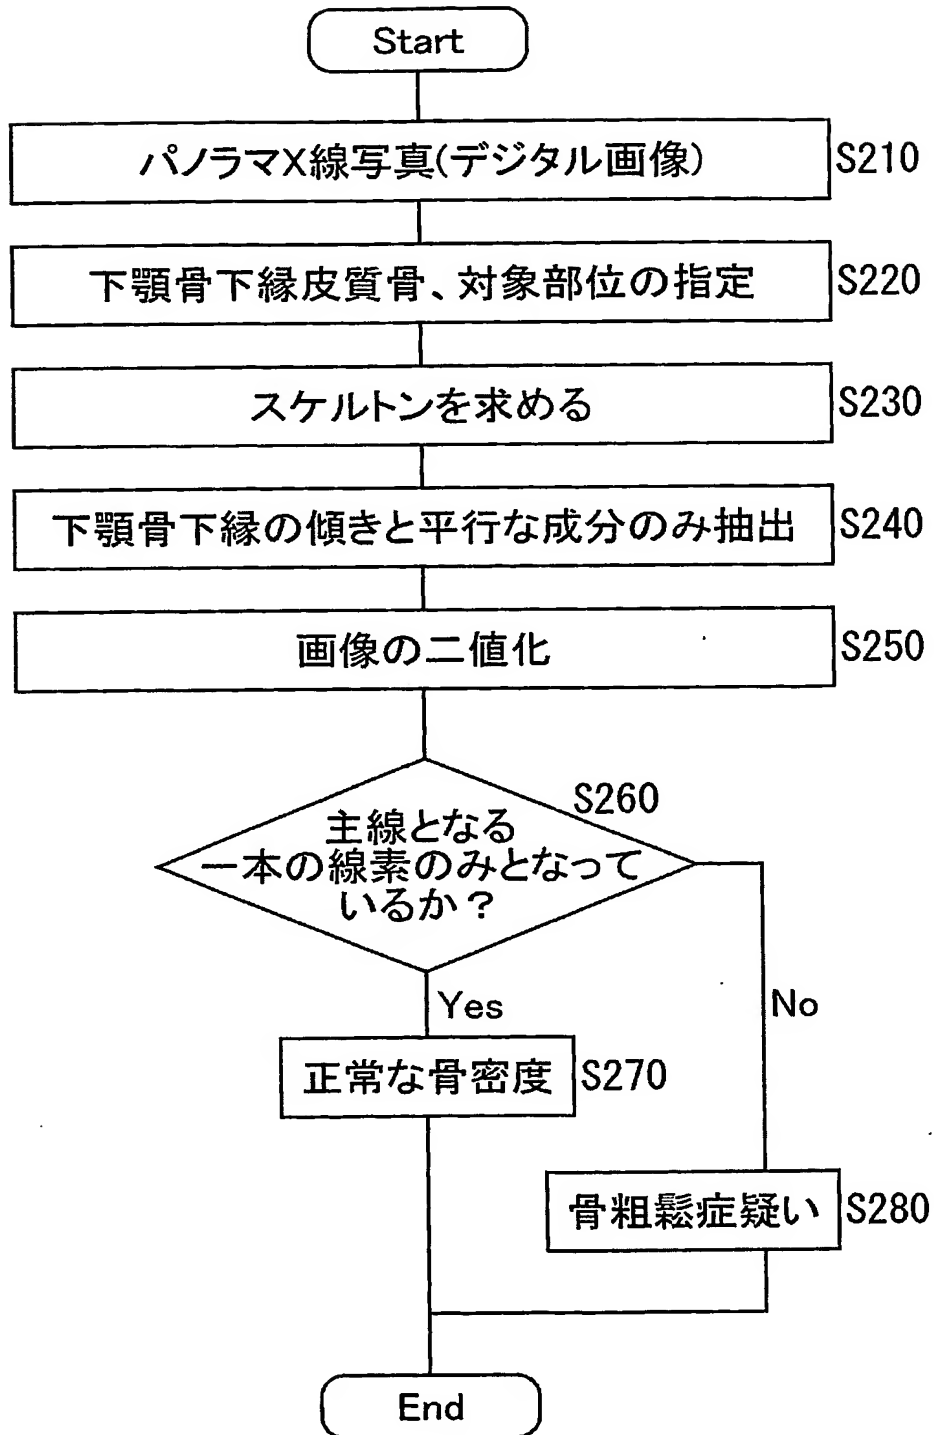 Start
パノラマX線写真(デジタル画像)
S210
下顎骨下縁皮質骨、対象部位の指定
S220
スケルトンを求める
S230
下顎骨下縁の傾きと平行な成分のみ抽出
S240
画像の二値化
S250
S260
主線となる
一本の線素のみとなって
いるか？
Yes
No
正常な骨密度
S270
骨粗鬆症疑い
S280
End